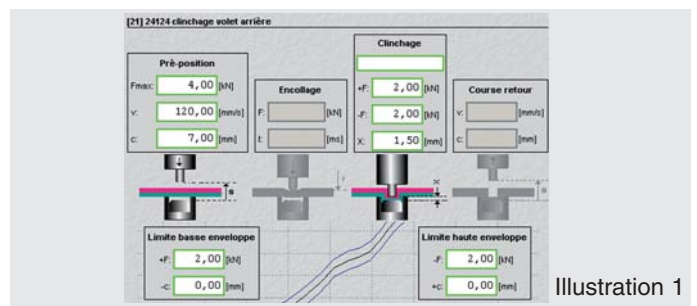 [21] 24124 clinchage volet arrière
Pré-position
Fmax: 4,00 [kN]
v: 120,00 [mm/s]
c: 7,00 [mm]
Encollage
F: [kN]
t: [ms]
Clinchage
+F: 2,00 [kN]
-F: 2,00 [kN]
X: 1,50 [mm]
Course retour
v: [mm/s]
c: [mm]
s
X
Limite basse enveloppe
+F: 2,00 [kN]
-c: 0,00 [mm]
Limite haute enveloppe
-F: 2,00 [kN]
+c: 0,00 [mm]
Illustration 1